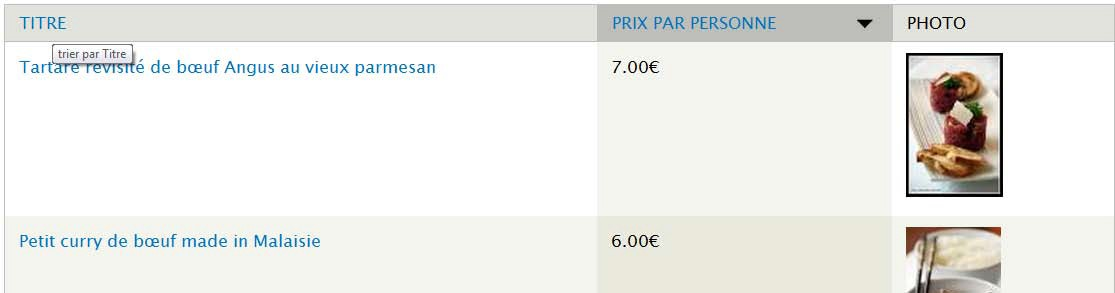 TITRE PRIX PAR PERSONNE PHOTO
trier par Titre
Tartare revisité de bœuf Angus au vieux parmesan 7.00€
Petit curry de bœuf made in Malaisie 6.00€